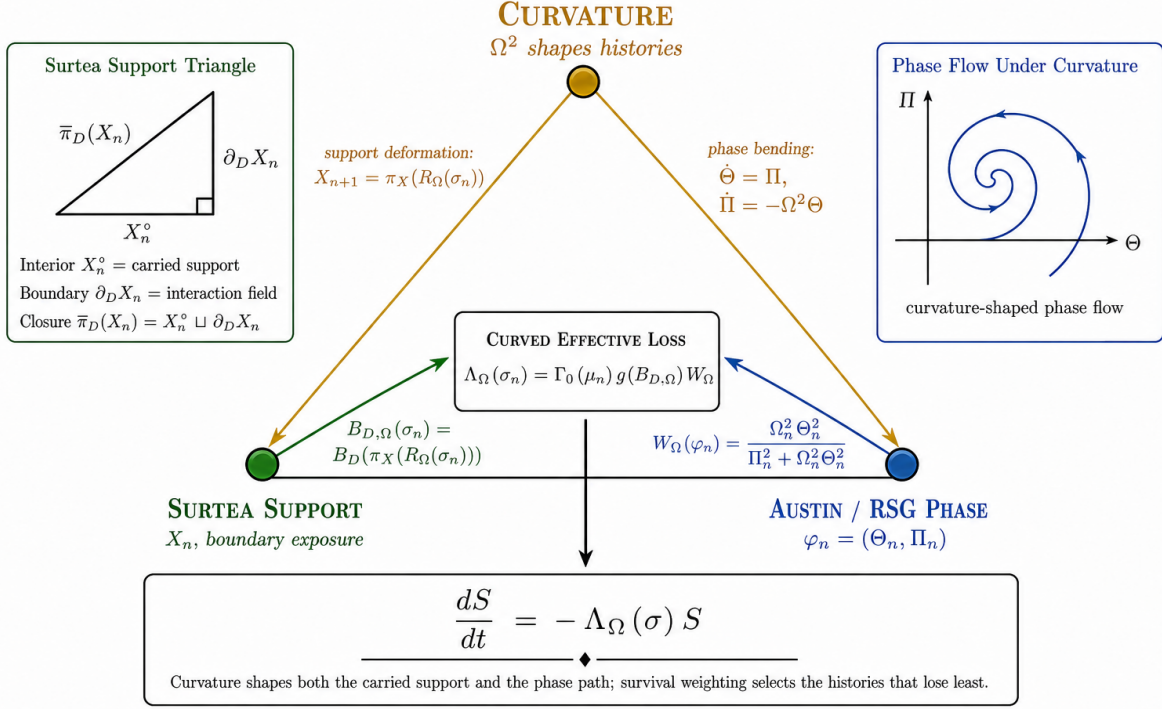 CURVATURE
Ω² shapes histories
Surtea Support Triangle
π̅_D(X_n)
∂_D X_n
X_n°
Interior X_n° = carried support
Boundary ∂_D X_n = interaction field
Closure π̅_D(X_n) = X_n° ⊔ ∂_D X_n
support deformation:
X_{n+1} = π_X(R_Ω(σ_n))
phase bending:
Θ̇ = Π,
Π̇ = −Ω²Θ
Phase Flow Under Curvature
Π
Θ
curvature-shaped phase flow
CURVED EFFECTIVE LOSS
Λ_Ω(σ_n) = Γ_0(μ_n) g(B_{D,Ω}) W_Ω
B_{D,Ω}(σ_n) =
B_D(π_X(R_Ω(σ_n)))
W_Ω(φ_n) = Ω_n² Θ_n² / (Π_n² + Ω_n² Θ_n²)
SURTEA SUPPORT
X_n, boundary exposure
AUSTIN / RSG PHASE
φ_n = (Θ_n, Π_n)
dS/dt = − Λ_Ω (σ) S
Curvature shapes both the carried support and the phase path; survival weighting selects the histories that lose least.